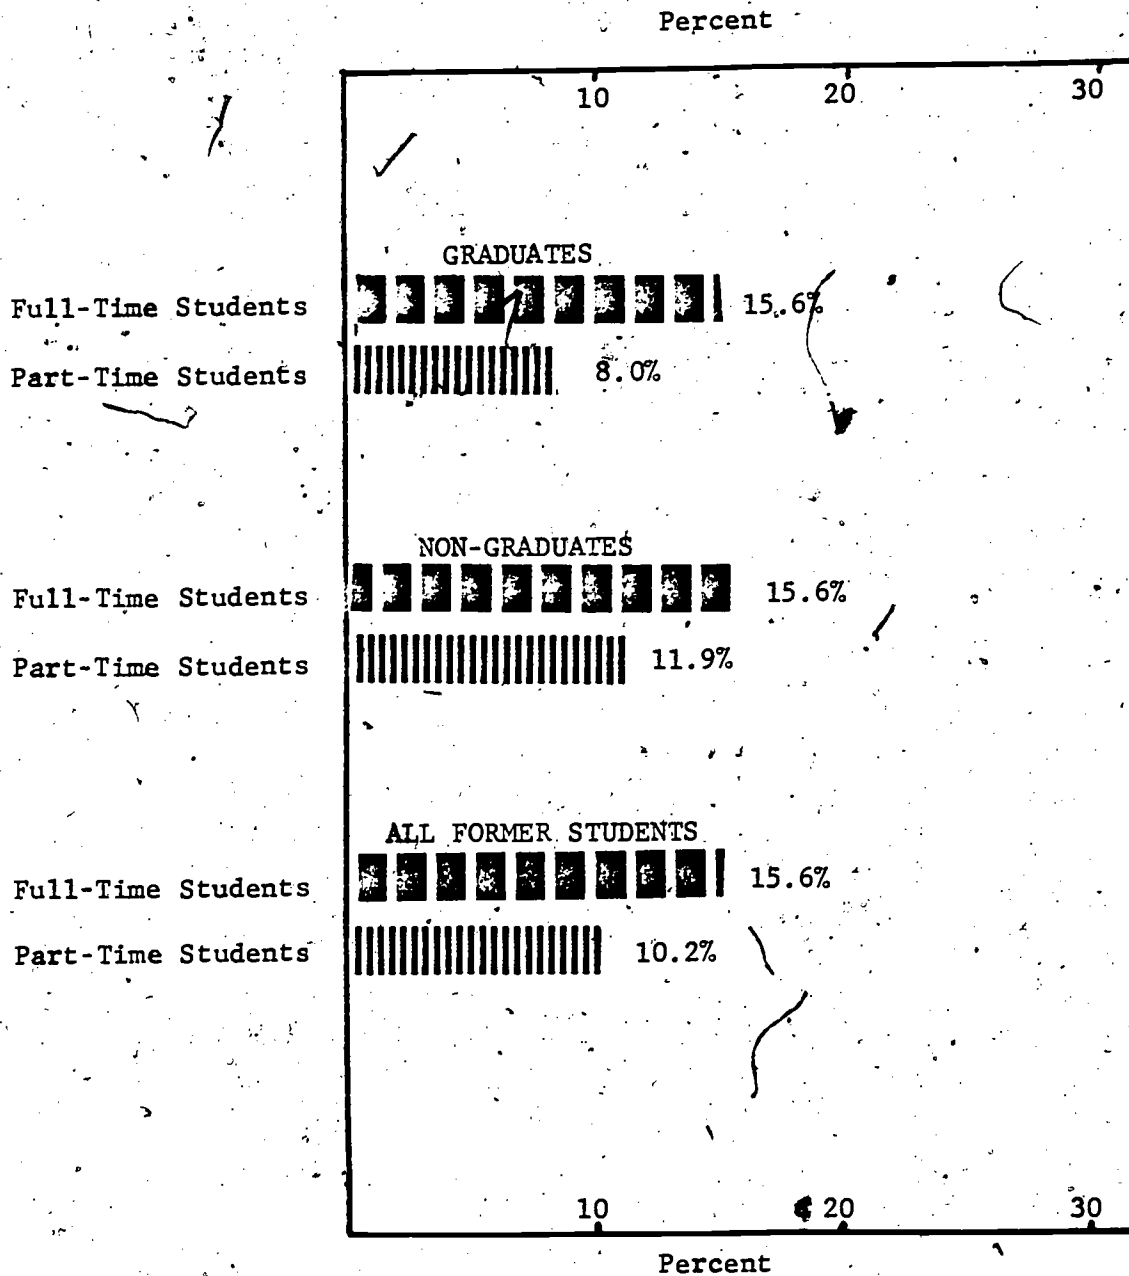 Percent
10 20 30
GRADUATES
Full-Time Students 15.6%
Part-Time Students 8.0%
NON-GRADUATES
Full-Time Students 15.6%
Part-Time Students 11.9%
ALL FORMER STUDENTS
Full-Time Students 15.6%
Part-Time Students 10.2%
10 20 30
Percent